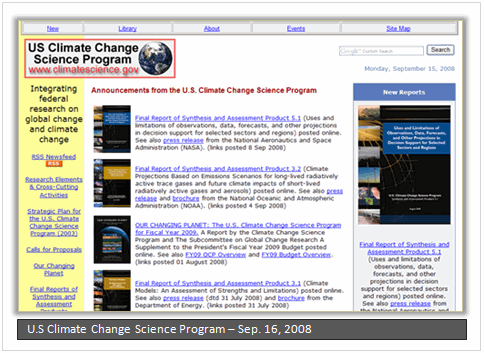 New Library About Events Site Map
US Climate Change
Science Program
www.climatescience.gov
Google™ Custom Search Search
Monday, September 15, 2008
Integrating
federal
research on
global change
and climate
change
RSS Newsfeed
RSS
Research Elements
& Cross-Cutting
Activities
Strategic Plan for
the U.S. Climate
Change Science
Program (2003)
Calls for Proposals
Our Changing
Planet
Final Reports of
Synthesis and
Assessment
Products
Announcements from the U.S. Climate Change Science Program
Final Report of Synthesis and Assessment Product 5.1 (Uses and
limitations of observations, data, forecasts, and other projections
in decision support for selected sectors and regions) posted online.
See also press release from the National Aeronautics and Space
Administration (NASA). (links posted 8 Sep 2008)
Final Report of Synthesis and Assessment Product 3.2 (Climate
Projections Based on Emissions Scenarios for long-lived radiatively
active trace gases and future climate impacts of short-lived
radiatively active gases and aerosols) posted online. See also press
release and brochure from the National Oceanic and Atmospheric
Administration (NOAA). (links posted 4 Sep 2008)
OUR CHANGING PLANET: The U.S. Climate Change Science Program
for Fiscal Year 2009, A Report by the Climate Change Science
Program and The Subcommittee on Global Change Research A
Supplement to the President's Fiscal Year 2009 Budget posted
online. See also FY09 OCP Overview and FY09 Budget Overview.
(links posted 01 August 2008)
Final Report of Synthesis and Assessment Product 3.1 (Climate
Models: An Assessment of Strengths and Limitations) posted online.
See also press release (dtd 31 July 2008) and brochure from the
Department of Energy. (links posted 31 July 2008)
New Reports
Uses and Limitations of
Observations, Data, Forecasts,
and Other Projections in
Decision Support for Selected
Sectors and Regions
Final Report of Synthesis and
Assessment Product 5.1
(Uses and limitations of
observations, data,
forecasts, and other
projections in decision
support for selected sectors
and regions) posted online.
See also press release from
the National Aeronautics
and Space Administration
U.S Climate Change Science Program – Sep. 16, 2008